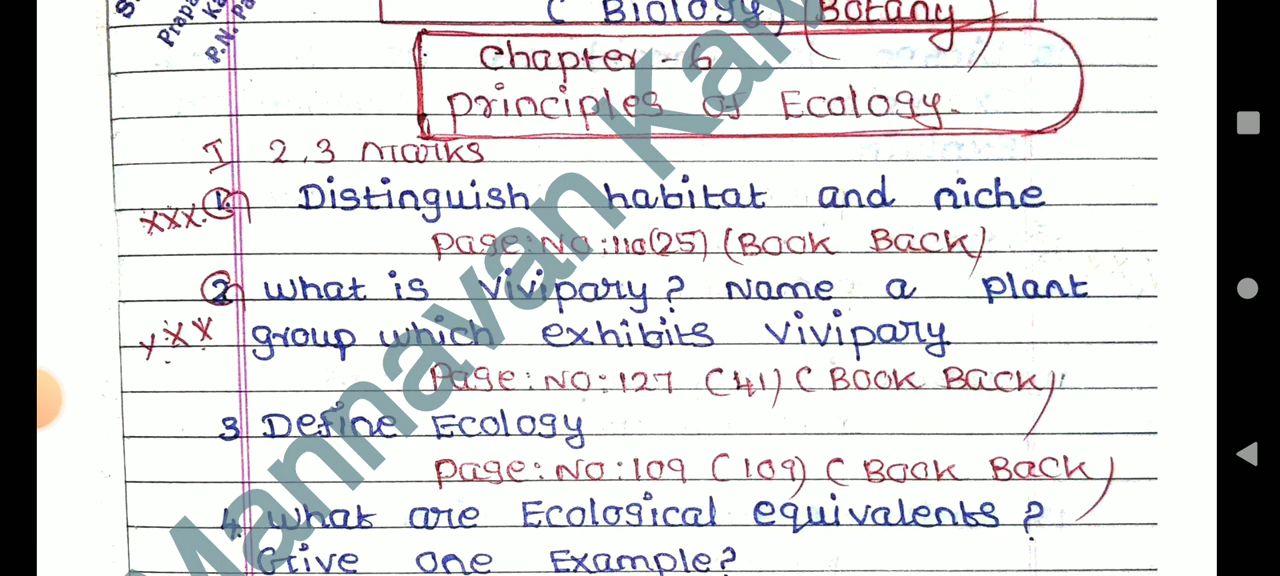 ( Biology) (Botany)
Chapter - 6
Principles of Ecology.
I 2,3 Marks
xxx. 1 Distinguish habitat and niche
Page: No: 110(25) (Book Back)
2 What is Vivipary? Name a plant
xxx group which exhibits vivipary
Page: No: 127 (41) ( Book Back)
3 Define Ecology
Page: No: 109 (109) ( Book Back)
4. What are Ecological equivalents?
Give one Example?
P.N.
Mannavan